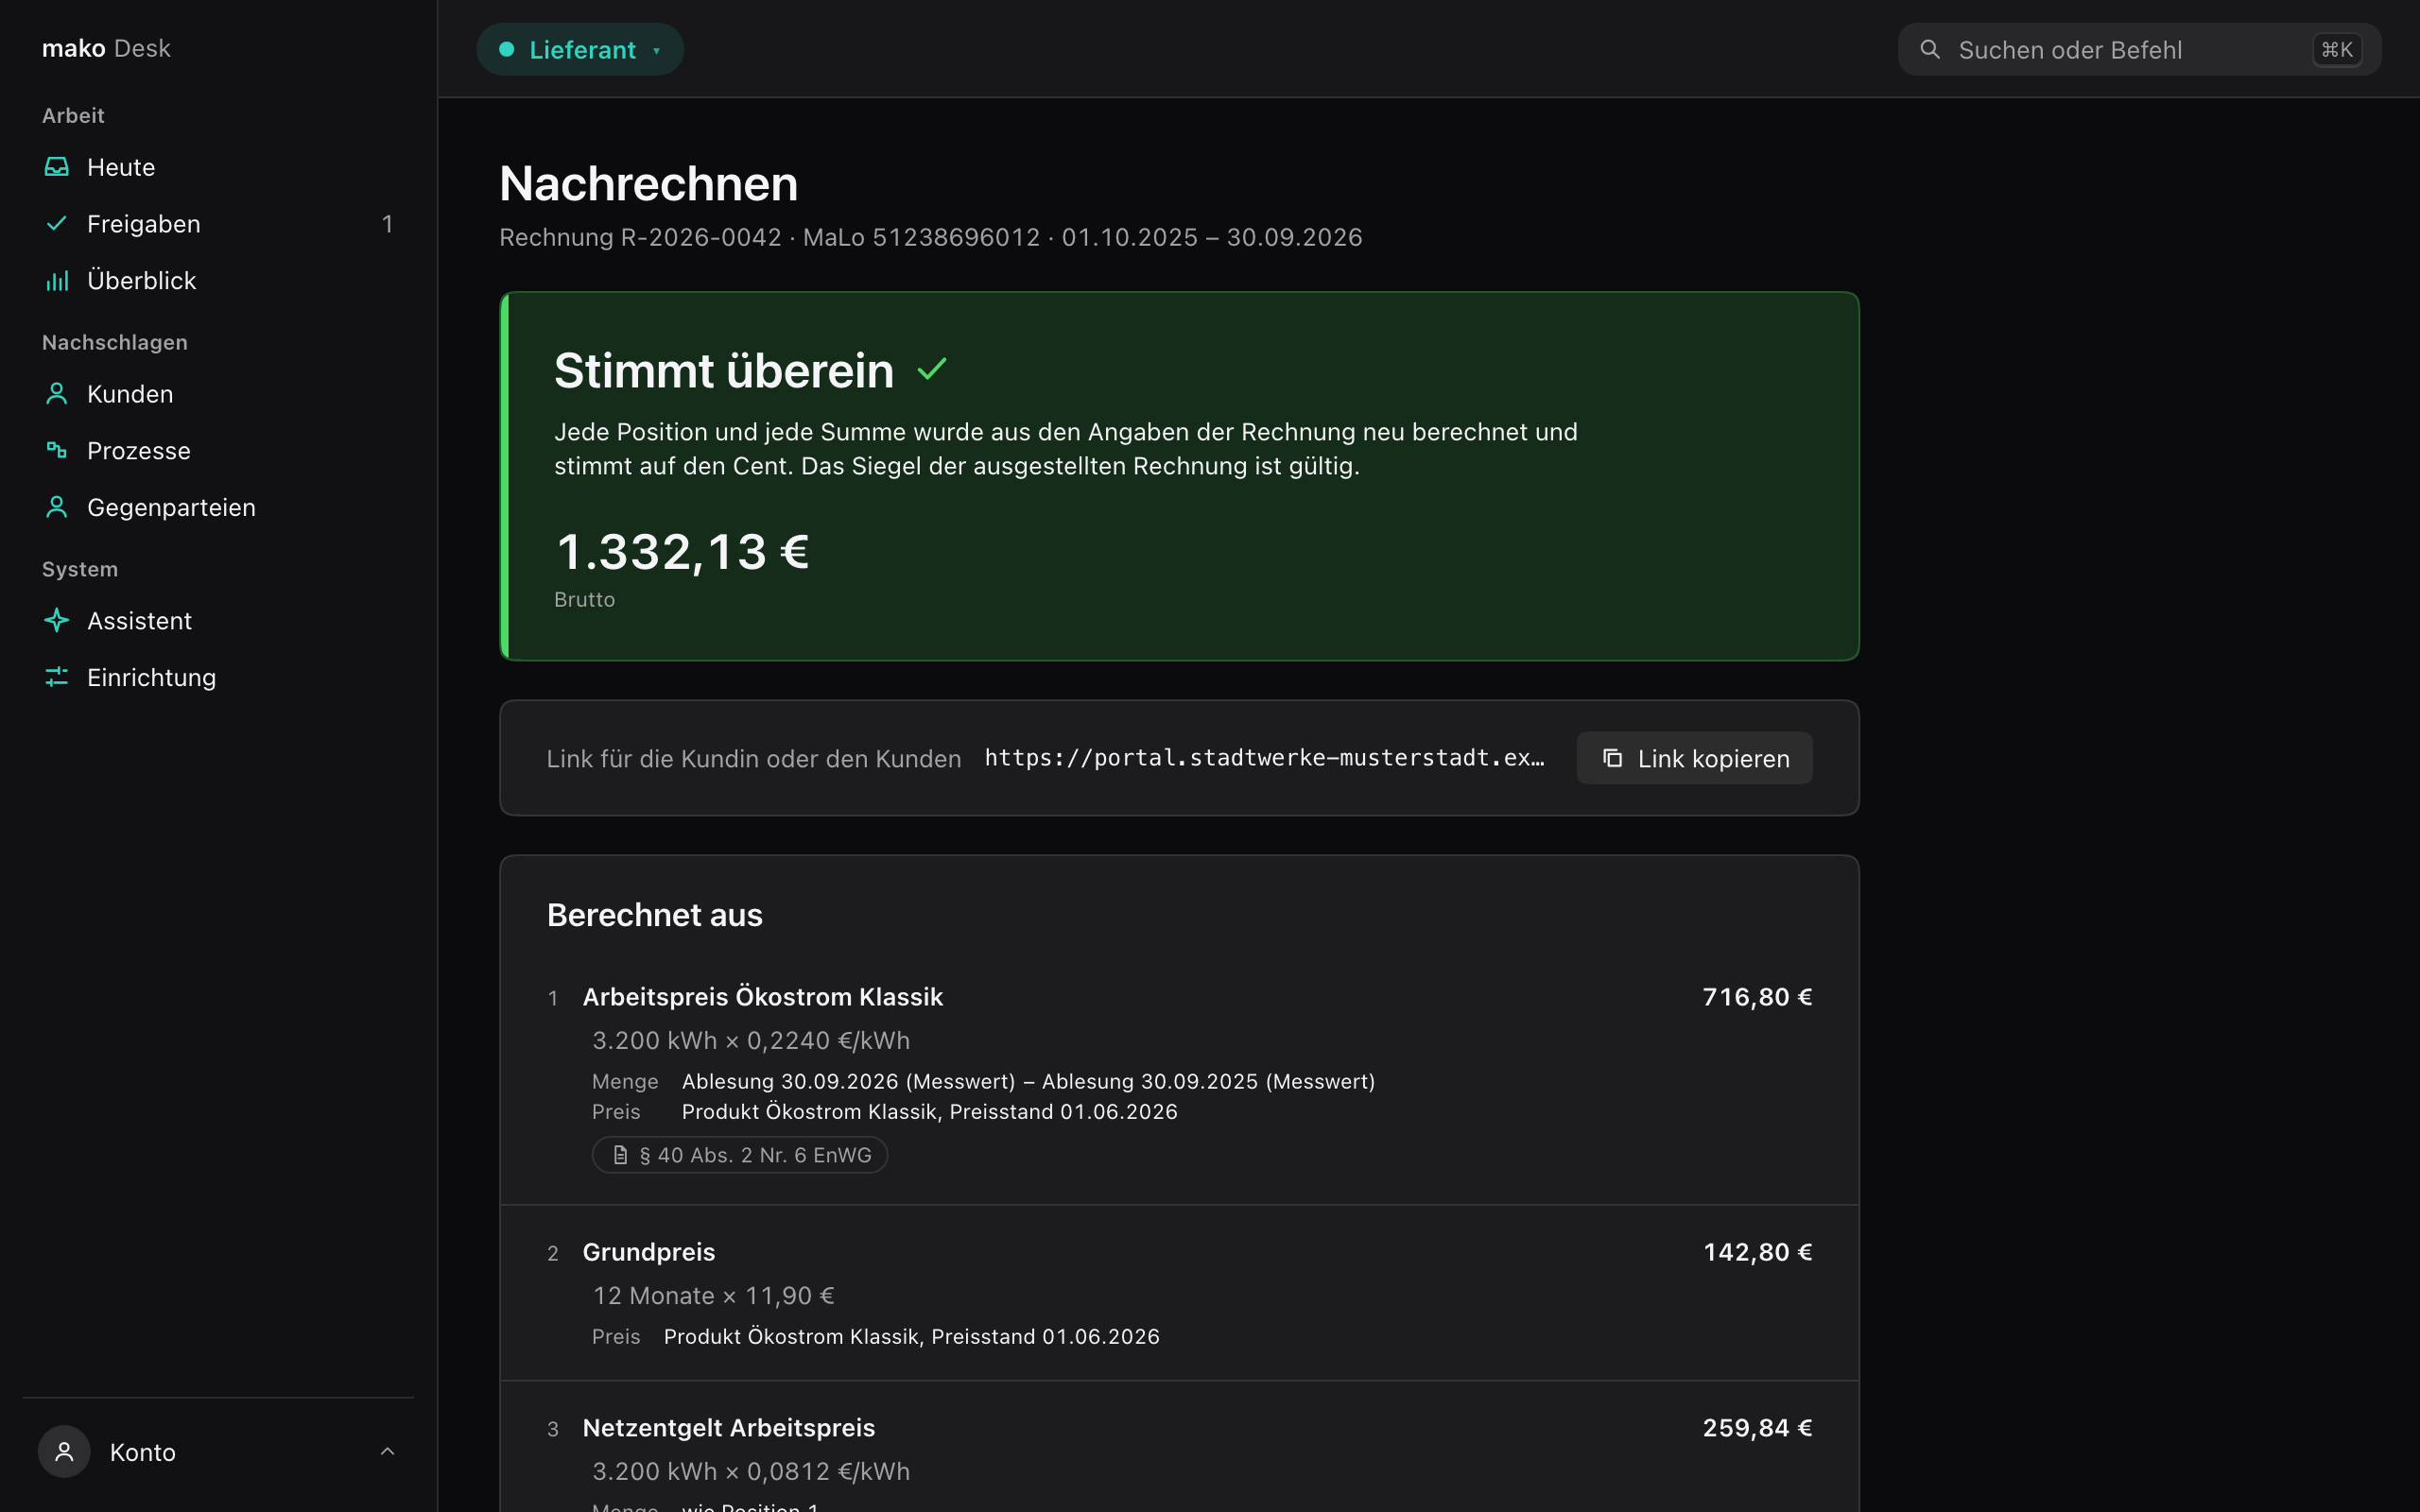 mako Desk
Arbeit
Heute
Freigaben 1
Überblick
Nachschlagen
Kunden
Prozesse
Gegenparteien
System
Assistent
Einrichtung
Konto
Lieferant
Suchen oder Befehl ⌘K
Nachrechnen
Rechnung R-2026-0042 · MaLo 51238696012 · 01.10.2025 – 30.09.2026
Stimmt überein
Jede Position und jede Summe wurde aus den Angaben der Rechnung neu berechnet und
stimmt auf den Cent. Das Siegel der ausgestellten Rechnung ist gültig.
1.332,13 €
Brutto
Link für die Kundin oder den Kunden https://portal.stadtwerke-musterstadt.ex… Link kopieren
Berechnet aus
1 Arbeitspreis Ökostrom Klassik 716,80 €
3.200 kWh × 0,2240 €/kWh
Menge Ablesung 30.09.2026 (Messwert) – Ablesung 30.09.2025 (Messwert)
Preis Produkt Ökostrom Klassik, Preisstand 01.06.2026
§ 40 Abs. 2 Nr. 6 EnWG
2 Grundpreis 142,80 €
12 Monate × 11,90 €
Preis Produkt Ökostrom Klassik, Preisstand 01.06.2026
3 Netzentgelt Arbeitspreis 259,84 €
3.200 kWh × 0,0812 €/kWh
Menge wie Position 1